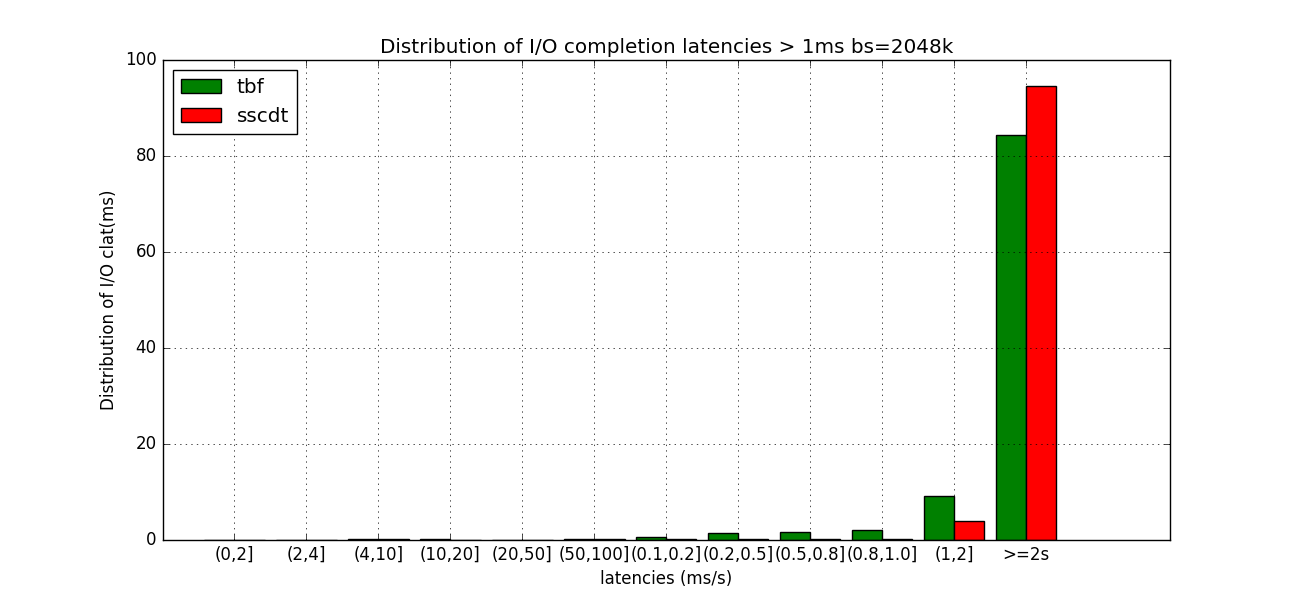 Distribution of I/O completion latencies > 1ms bs=2048k
tbf
sscdt
100
80
60
40
20
0
Distribution of I/O clat(ms)
(0,2] (2,4] (4,10] (10,20] (20,50] (50,100] (0.1,0.2] (0.2,0.5] (0.5,0.8] (0.8,1.0] (1,2] >=2s
latencies (ms/s)